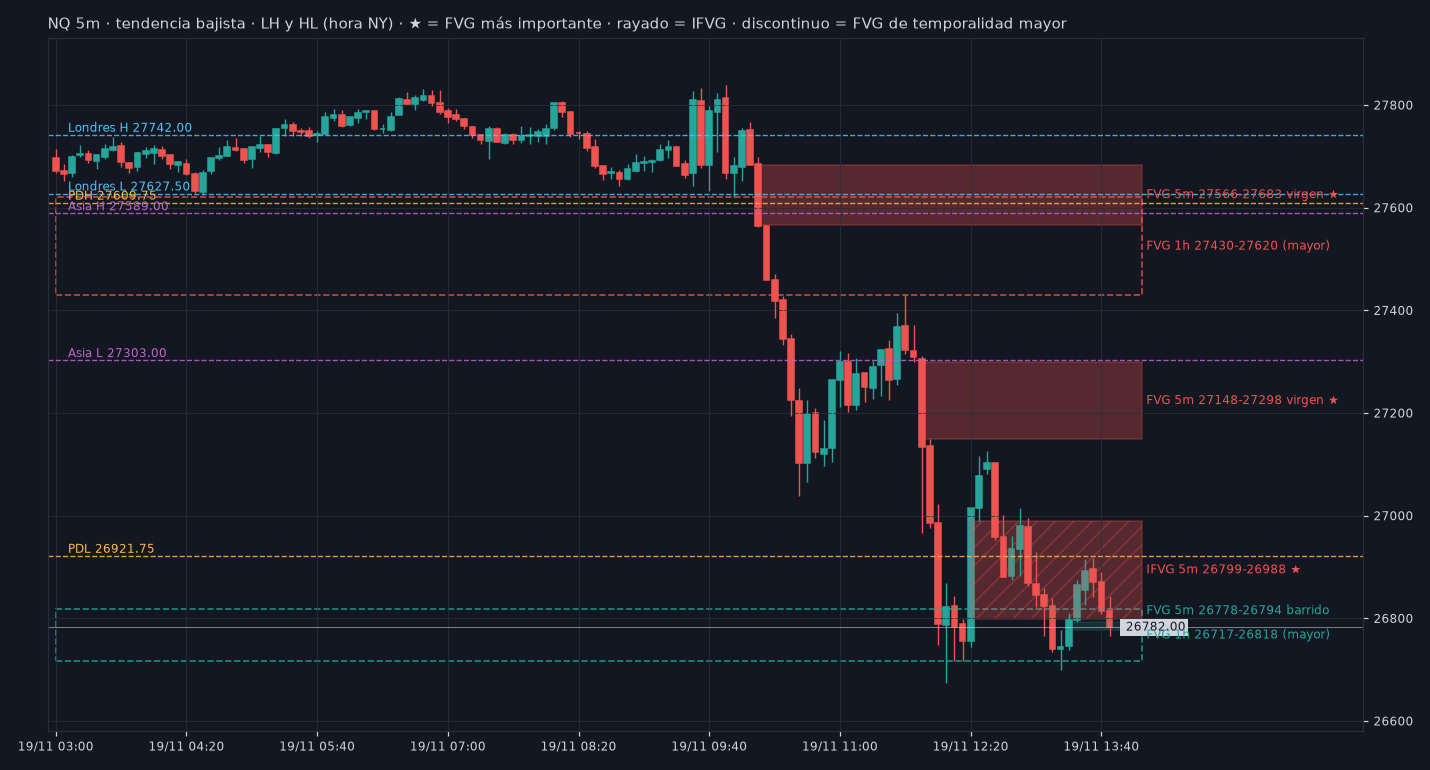 NQ 5m · tendencia bajista · LH y HL (hora NY) · ★ = FVG más importante · rayado = IFVG · discontinuo = FVG de temporalidad mayor
27800
Londres H 27742.00
Londres L 27627.50
PDH 27609.75
FVG 5m 27566-27683 virgen ★
Asia H 27589.00
27600
FVG 1h 27430-27620 (mayor)
27400
Asia L 27303.00
FVG 5m 27148-27298 virgen ★
27200
27000
PDL 26921.75
IFVG 5m 26799-26988 ★
FVG 5m 26778-26794 barrido
26800
26782.00
FVG 1h 26717-26818 (mayor)
26600
19/11 03:00
19/11 04:20
19/11 05:40
19/11 07:00
19/11 08:20
19/11 09:40
19/11 11:00
19/11 12:20
19/11 13:40